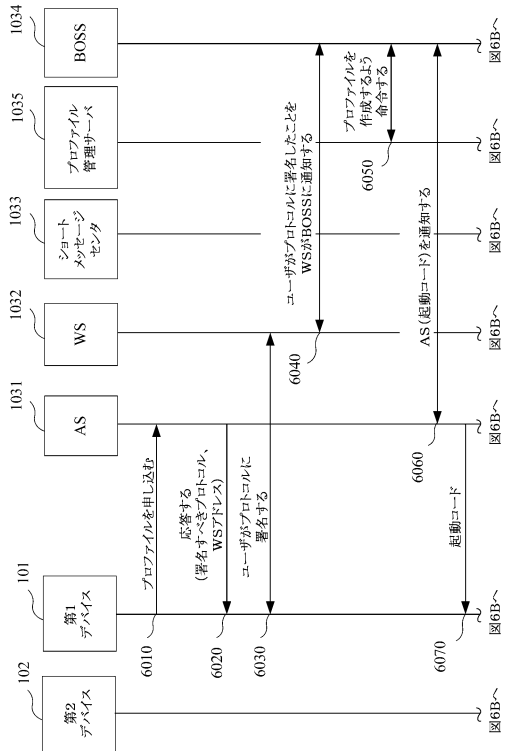 102
第2
デバイス
101
第1
デバイス
1031
AS
1032
WS
1033
ショート
メッセージ
センタ
1035
プロファイル
管理サーバ
1034
BOSS
プロファイルを申し込む
6010
応答する
(署名すべきプロトコル、
WSアドレス)
6020
ユーザがプロトコルに
署名する
6030
ユーザがプロトコルに署名したことを
WSがBOSSに通知する
6040
プロファイルを
作成するよう
命令する
6050
AS(起動コード)を通知する
6060
起動コード
6070
図6Bへ
図6Bへ
図6Bへ
図6Bへ
図6Bへ
図6Bへ
図6Bへ